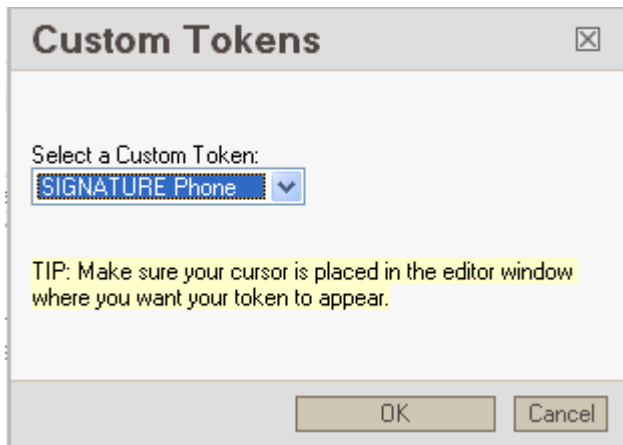 Custom Tokens
Select a Custom Token:
SIGNATURE Phone
TIP: Make sure your cursor is placed in the editor window
where you want your token to appear.
OK
Cancel